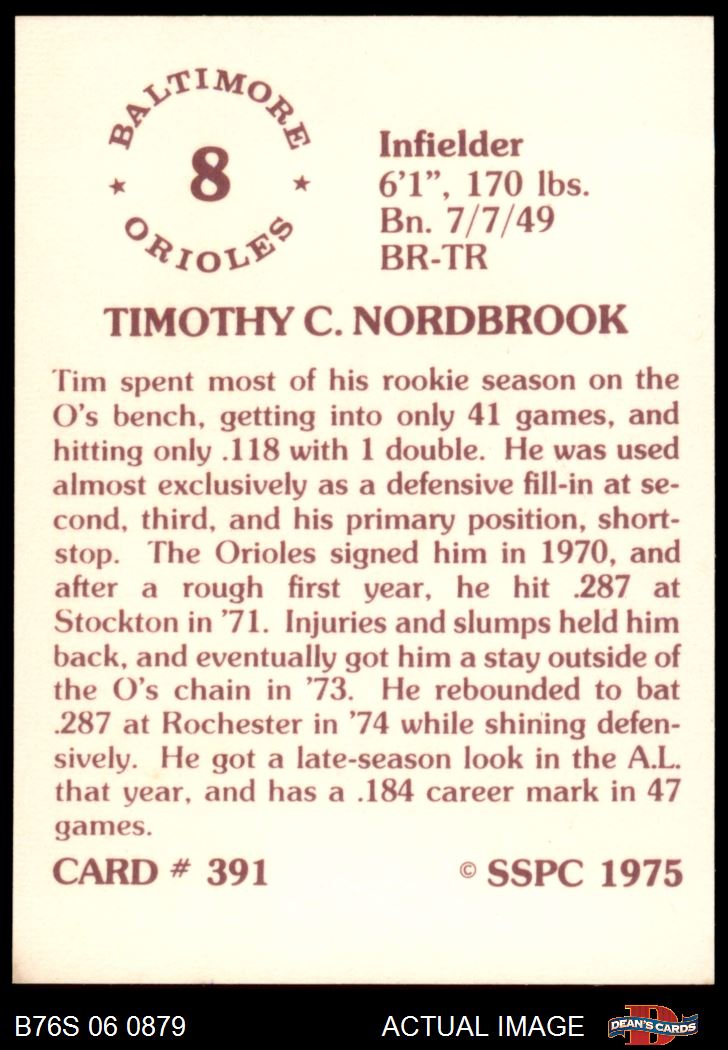 BALTIMORE
8
ORIOLES
Infielder
6'1", 170 lbs.
Bn. 7/7/49
BR-TR
TIMOTHY C. NORDBROOK
Tim spent most of his rookie season on the
O's bench, getting into only 41 games, and
hitting only .118 with 1 double. He was used
almost exclusively as a defensive fill-in at se-
cond, third, and his primary position, short-
stop. The Orioles signed him in 1970, and
after a rough first year, he hit .287 at
Stockton in '71. Injuries and slumps held him
back, and eventually got him a stay outside of
the O's chain in '73. He rebounded to bat
.287 at Rochester in '74 while shining defen-
sively. He got a late-season look in the A.L.
that year, and has a .184 career mark in 47
games.
CARD # 391 © SSPC 1975
B76S 06 0879 ACTUAL IMAGE D DEAN'S CARDS